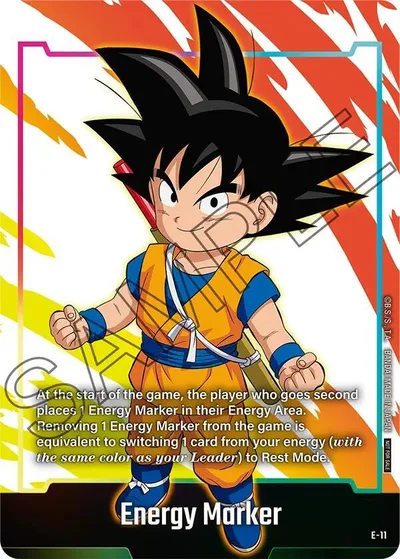 SAMPLE
At the start of the game, the player who goes second
places 1 Energy Marker in their Energy Area.
Removing 1 Energy Marker from the game is
equivalent to switching 1 card from your energy (with
the same color as your Leader) to Rest Mode.
Energy Marker
E-11
©B.S./S., T.A. BANDAI MADE IN JAPAN
NOT FOR SALE